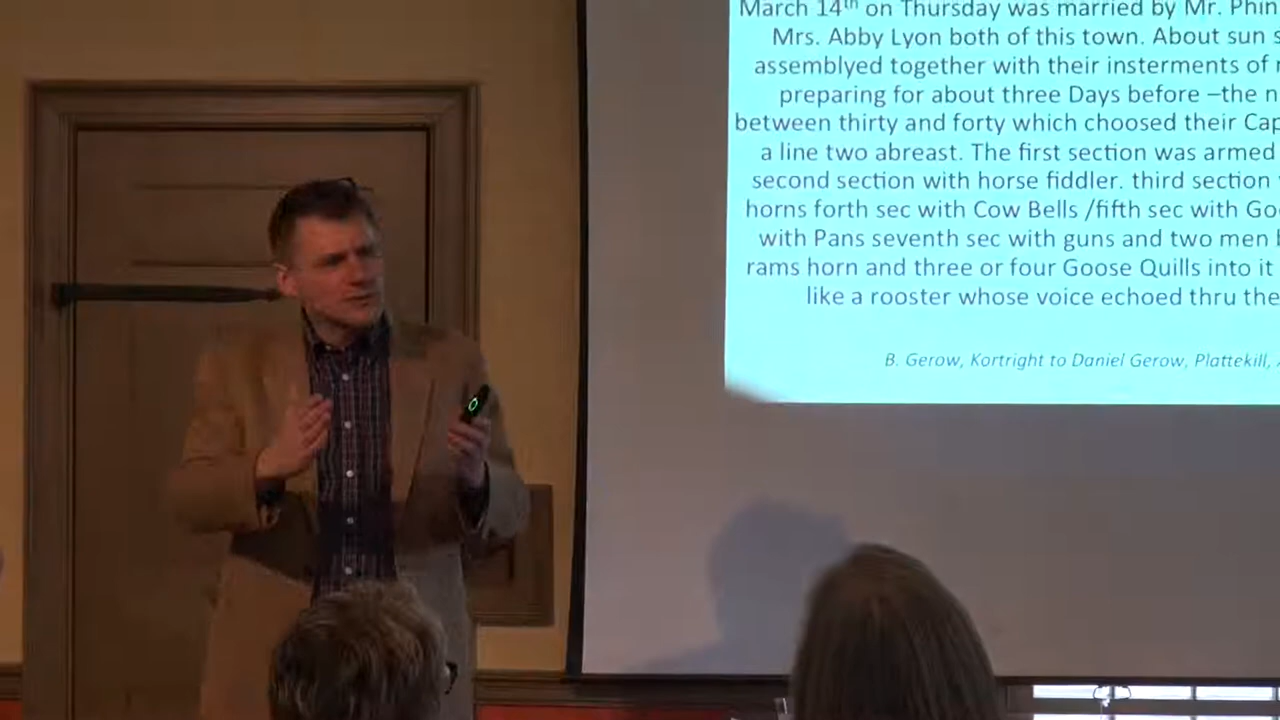 March 14th on Thursday was married by Mr. Phin
Mrs. Abby Lyon both of this town. About sun s
assemblyed together with their insterments of
preparing for about three Days before –the n
between thirty and forty which choosed their Cap
a line two abreast. The first section was armed
second section with horse fiddler. third section
horns forth sec with Cow Bells /fifth sec with Go
with Pans seventh sec with guns and two men
rams horn and three or four Goose Quills into it
like a rooster whose voice echoed thru the
B. Gerow, Kortright to Daniel Gerow, Plattekill,